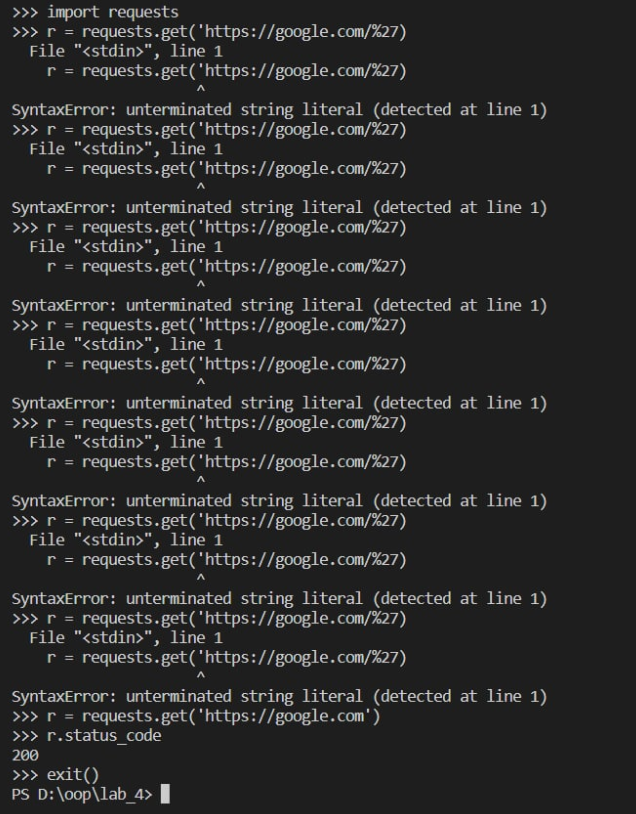 >>> import requests
>>> r = requests.get('https://google.com/%27)
  File "<stdin>", line 1
    r = requests.get('https://google.com/%27)
                     ^
SyntaxError: unterminated string literal (detected at line 1)
>>> r = requests.get('https://google.com/%27)
  File "<stdin>", line 1
    r = requests.get('https://google.com/%27)
                     ^
SyntaxError: unterminated string literal (detected at line 1)
>>> r = requests.get('https://google.com/%27)
  File "<stdin>", line 1
    r = requests.get('https://google.com/%27)
                     ^
SyntaxError: unterminated string literal (detected at line 1)
>>> r = requests.get('https://google.com/%27)
  File "<stdin>", line 1
    r = requests.get('https://google.com/%27)
                     ^
SyntaxError: unterminated string literal (detected at line 1)
>>> r = requests.get('https://google.com/%27)
  File "<stdin>", line 1
    r = requests.get('https://google.com/%27)
                     ^
SyntaxError: unterminated string literal (detected at line 1)
>>> r = requests.get('https://google.com/%27)
  File "<stdin>", line 1
    r = requests.get('https://google.com/%27)
                     ^
SyntaxError: unterminated string literal (detected at line 1)
>>> r = requests.get('https://google.com/%27)
  File "<stdin>", line 1
    r = requests.get('https://google.com/%27)
                     ^
SyntaxError: unterminated string literal (detected at line 1)
>>> r = requests.get('https://google.com')
>>> r.status_code
200
>>> exit()
PS D:\oop\lab_4>